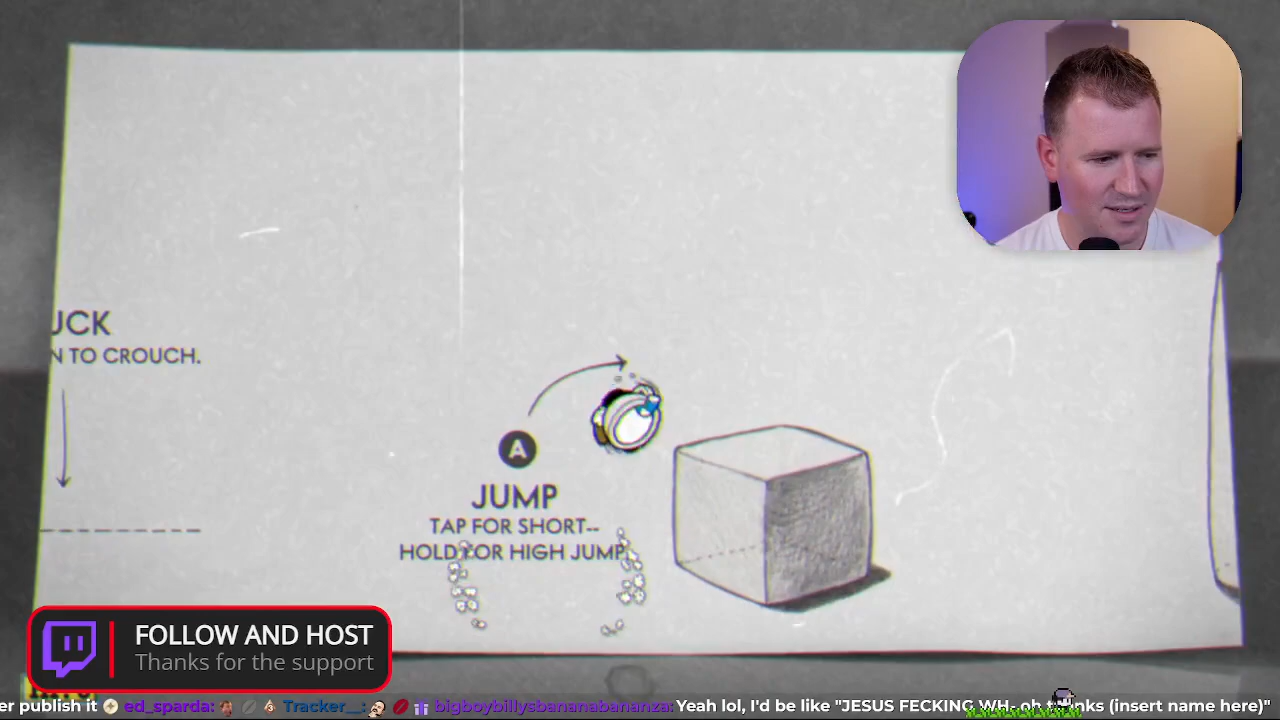 UCK
N TO CROUCH.
A
JUMP
TAP FOR SHORT--
HOLD FOR HIGH JUMP.
FOLLOW AND HOST
Thanks for the support
er publish it ed_sparda: Tracker__: bigboybillysbananabananza: Yeah lol, I'd be like "JESUS FECKING WH- oh thanks (insert name here)"